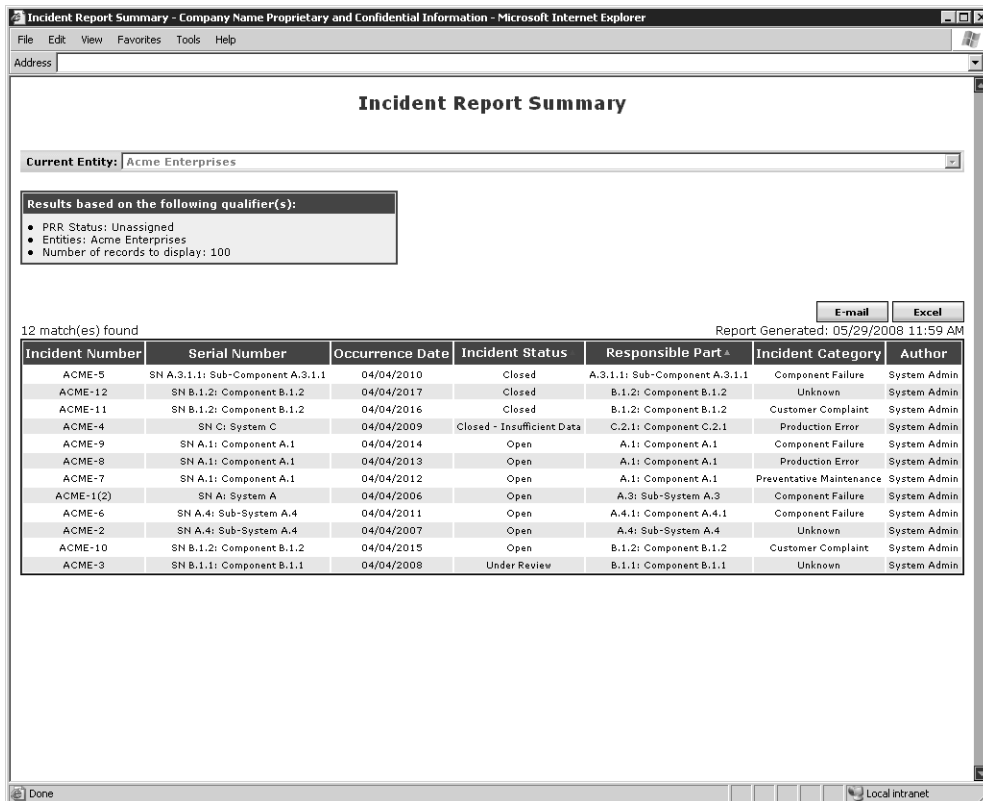 Incident Report Summary - Company Name Proprietary and Confidential Information - Microsoft Internet Explorer
File Edit View Favorites Tools Help
Address
Incident Report Summary
Current Entity: Acme Enterprises
Results based on the following qualifier(s):
• PRR Status: Unassigned
• Entities: Acme Enterprises
• Number of records to display: 100
E-mail Excel
12 match(es) found Report Generated: 05/29/2008 11:59 AM
Incident Number Serial Number Occurrence Date Incident Status Responsible Part Incident Category Author
ACME-5 SN A.3.1.1: Sub-Component A.3.1.1 04/04/2010 Closed A.3.1.1: Sub-Component A.3.1.1 Component Failure System Admin
ACME-12 SN B.1.2: Component B.1.2 04/04/2017 Closed B.1.2: Component B.1.2 Unknown System Admin
ACME-11 SN B.1.2: Component B.1.2 04/04/2016 Closed B.1.2: Component B.1.2 Customer Complaint System Admin
ACME-4 SN C: System C 04/04/2009 Closed - Insufficient Data C.2.1: Component C.2.1 Production Error System Admin
ACME-9 SN A.1: Component A.1 04/04/2014 Open A.1: Component A.1 Component Failure System Admin
ACME-8 SN A.1: Component A.1 04/04/2013 Open A.1: Component A.1 Production Error System Admin
ACME-7 SN A.1: Component A.1 04/04/2012 Open A.1: Component A.1 Preventative Maintenance System Admin
ACME-1(2) SN A: System A 04/04/2006 Open A.3: Sub-System A.3 Component Failure System Admin
ACME-6 SN A.4: Sub-System A.4 04/04/2011 Open A.4.1: Component A.4.1 Component Failure System Admin
ACME-2 SN A.4: Sub-System A.4 04/04/2007 Open A.4: Sub-System A.4 Unknown System Admin
ACME-10 SN B.1.2: Component B.1.2 04/04/2015 Open B.1.2: Component B.1.2 Customer Complaint System Admin
ACME-3 SN B.1.1: Component B.1.1 04/04/2008 Under Review B.1.1: Component B.1.1 Unknown System Admin
Done Local intranet